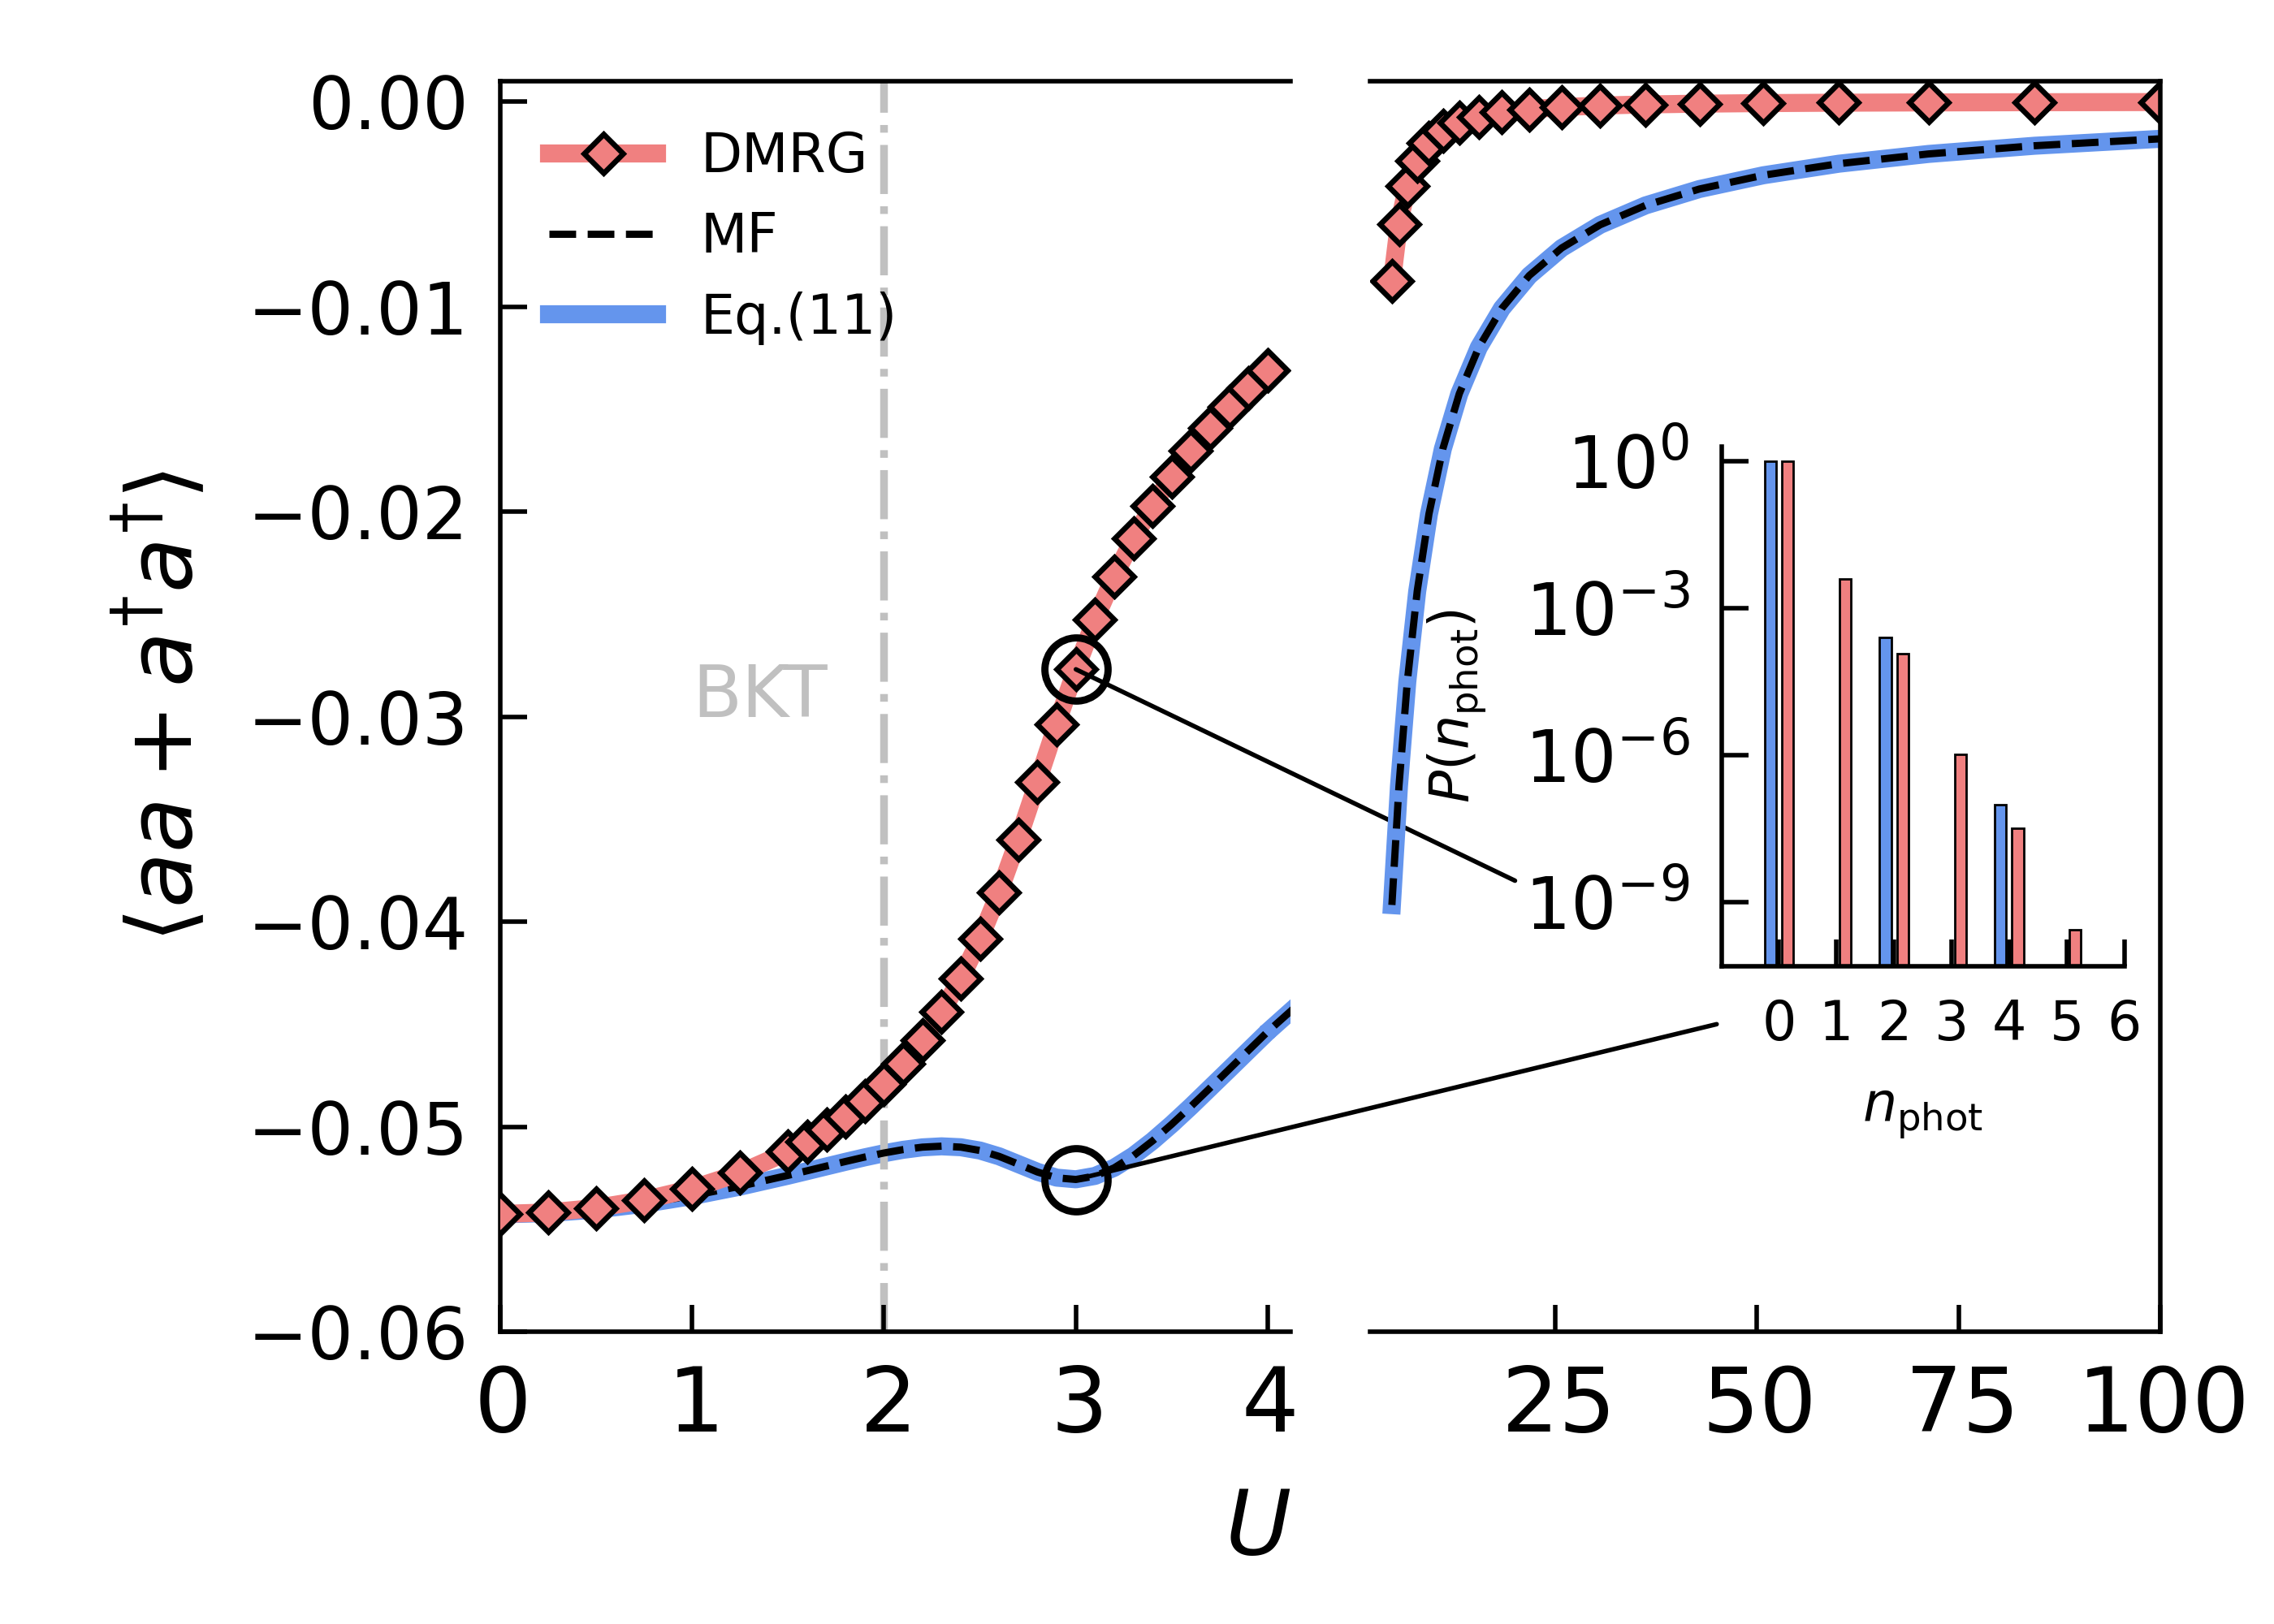 ⟨aa + a†a†⟩
0.00
−0.01
−0.02
−0.03
−0.04
−0.05
−0.06
DMRG
MF
Eq.(11)
BKT
0 1 2 3 4 25 50 75 100
U
P(n_phot)
10^0
10^−3
10^−6
10^−9
0 1 2 3 4 5 6
n_phot